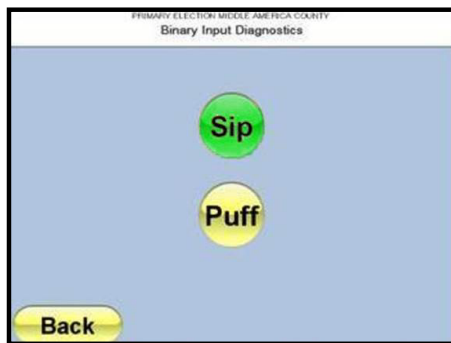 PRIMARY ELECTION MIDDLE AMERICA COUNTY
Binary Input Diagnostics
Sip
Puff
Back